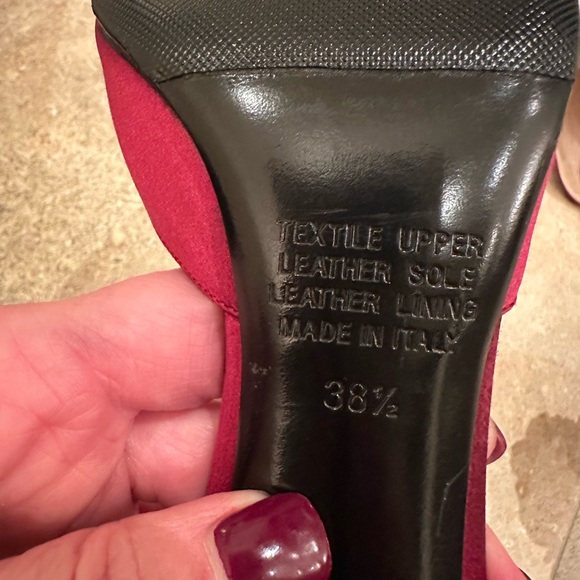 TEXTILE UPPER
LEATHER SOLE
LEATHER LINING
MADE IN ITALY
38½